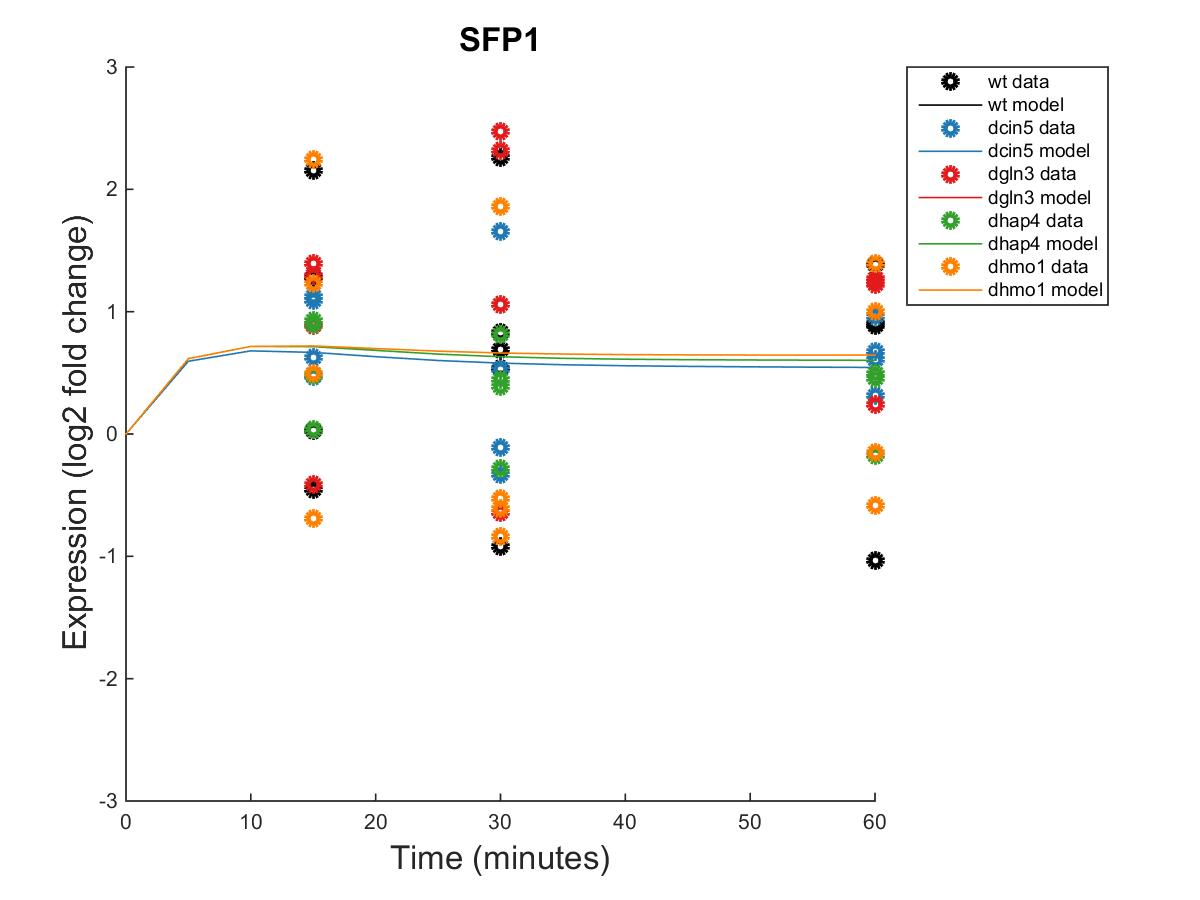 SFP1
3
2
1
0
-1
-2
-3
0 10 20 30 40 50 60
Time (minutes)
Expression (log2 fold change)
wt data
wt model
dcin5 data
dcin5 model
dgln3 data
dgln3 model
dhap4 data
dhap4 model
dhmo1 data
dhmo1 model